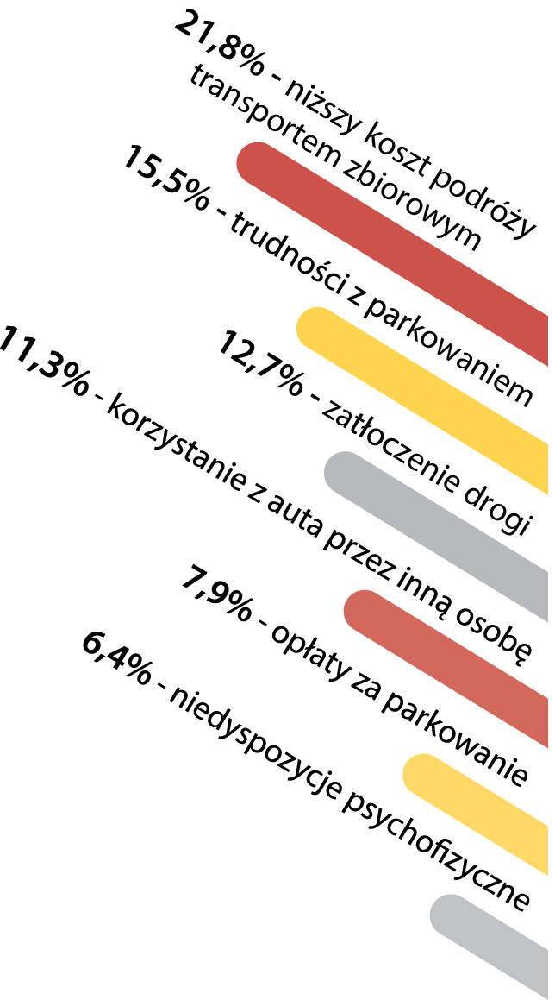 21,8% - niższy koszt podróży
transportem zbiorowym
15,5% - trudności z parkowaniem
12,7% - zatłoczenie drogi
11,3% - korzystanie z auta przez inną osobę
7,9% - opłaty za parkowanie
6,4% - niedyspozycje psychofizyczne